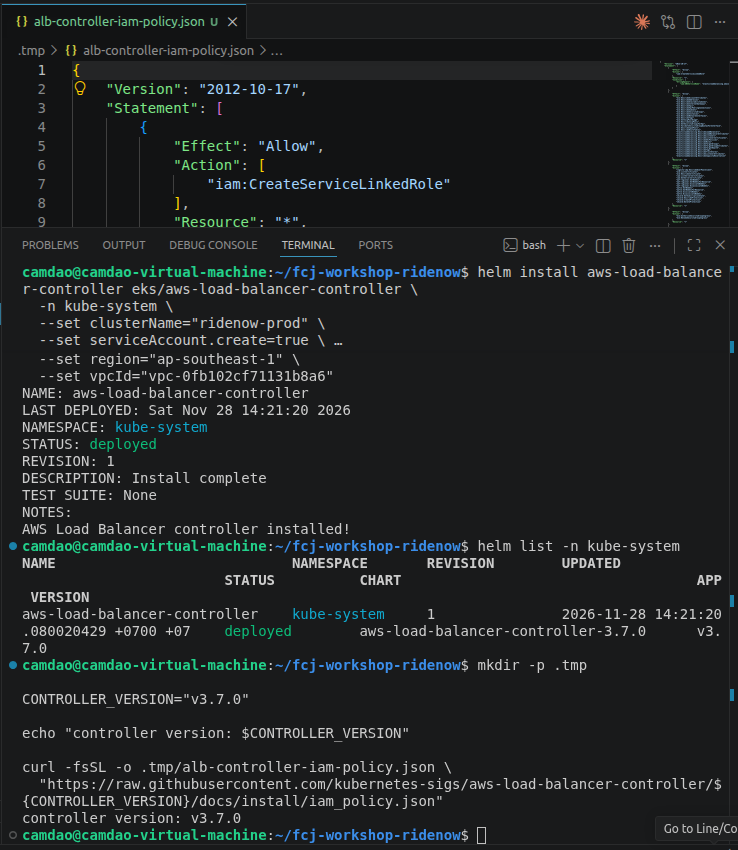 alb-controller-iam-policy.json U
.tmp > alb-controller-iam-policy.json > ...
1 {
2 "Version": "2012-10-17",
3 "Statement": [
4 {
5 "Effect": "Allow",
6 "Action": [
7 "iam:CreateServiceLinkedRole"
8 ],
9 "Resource": "*",
PROBLEMS OUTPUT DEBUG CONSOLE TERMINAL PORTS bash
camdao@camdao-virtual-machine:~/fcj-workshop-ridenow$ helm install aws-load-balance
r-controller eks/aws-load-balancer-controller \
-n kube-system \
--set clusterName="ridenow-prod" \
--set serviceAccount.create=true \ …
--set region="ap-southeast-1" \
--set vpcId="vpc-0fb102cf71131b8a6"
NAME: aws-load-balancer-controller
LAST DEPLOYED: Sat Nov 28 14:21:20 2026
NAMESPACE: kube-system
STATUS: deployed
REVISION: 1
DESCRIPTION: Install complete
TEST SUITE: None
NOTES:
AWS Load Balancer controller installed!
camdao@camdao-virtual-machine:~/fcj-workshop-ridenow$ helm list -n kube-system
NAME NAMESPACE REVISION UPDATED
STATUS CHART APP
VERSION
aws-load-balancer-controller kube-system 1 2026-11-28 14:21:20
.080020429 +0700 +07 deployed aws-load-balancer-controller-3.7.0 v3.
7.0
camdao@camdao-virtual-machine:~/fcj-workshop-ridenow$ mkdir -p .tmp
CONTROLLER_VERSION="v3.7.0"
echo "controller version: $CONTROLLER_VERSION"
curl -fsSL -o .tmp/alb-controller-iam-policy.json \
"https://raw.githubusercontent.com/kubernetes-sigs/aws-load-balancer-controller/$
{CONTROLLER_VERSION}/docs/install/iam_policy.json"
controller version: v3.7.0
camdao@camdao-virtual-machine:~/fcj-workshop-ridenow$
Go to Line/Co